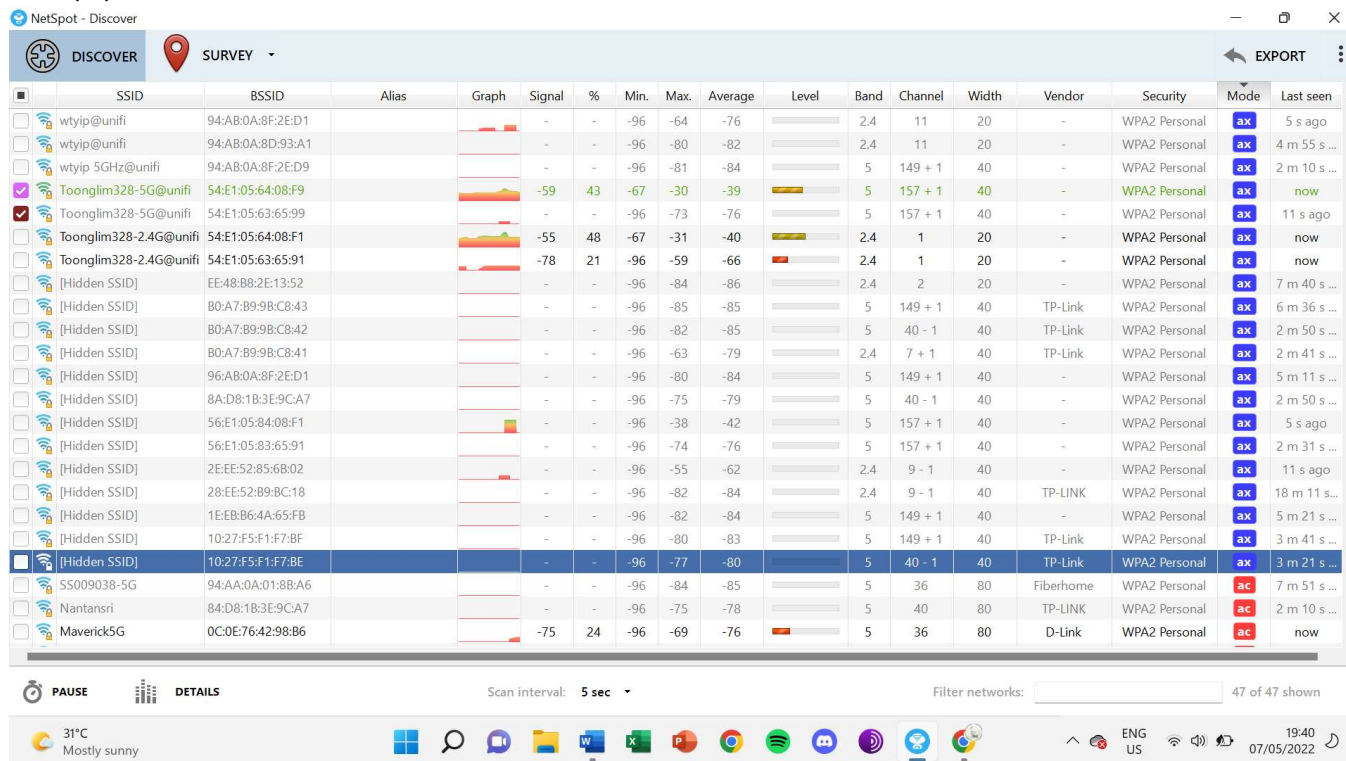 NetSpot - Discover
DISCOVER SURVEY EXPORT
SSID BSSID Alias Graph Signal % Min. Max. Average Level Band Channel Width Vendor Security Mode Last seen
wtyip@unifi 94:AB:0A:8F:2E:D1 - - -96 -64 -76 2.4 11 20 - WPA2 Personal ax 5 s ago
wtyip@unifi 94:AB:0A:8D:93:A1 - - -96 -80 -82 2.4 11 20 - WPA2 Personal ax 4 m 55 s ...
wtyip 5GHz@unifi 94:AB:0A:8F:2E:D9 - - -96 -81 -84 5 149 + 1 40 - WPA2 Personal ax 2 m 10 s ...
Toonglim328-5G@unifi 54:E1:05:64:08:F9 -59 43 -67 -30 -39 5 157 + 1 40 - WPA2 Personal ax now
Toonglim328-5G@unifi 54:E1:05:63:65:99 - - -96 -73 -76 5 157 + 1 40 - WPA2 Personal ax 11 s ago
Toonglim328-2.4G@unifi 54:E1:05:64:08:F1 -55 48 -67 -31 -40 2.4 1 20 - WPA2 Personal ax now
Toonglim328-2.4G@unifi 54:E1:05:63:65:91 -78 21 -96 -59 -66 2.4 1 20 - WPA2 Personal ax now
[Hidden SSID] EE:48:B8:2E:13:52 - - -96 -84 -86 2.4 2 20 - WPA2 Personal ax 7 m 40 s ...
[Hidden SSID] B0:A7:B9:9B:C8:43 - - -96 -85 -85 5 149 + 1 40 TP-Link WPA2 Personal ax 6 m 36 s ...
[Hidden SSID] B0:A7:B9:9B:C8:42 - - -96 -82 -85 5 40 - 1 40 TP-Link WPA2 Personal ax 2 m 50 s ...
[Hidden SSID] B0:A7:B9:9B:C8:41 - - -96 -63 -79 2.4 7 + 1 40 TP-Link WPA2 Personal ax 2 m 41 s ...
[Hidden SSID] 96:AB:0A:8F:2E:D1 - - -96 -80 -84 5 149 + 1 40 - WPA2 Personal ax 5 m 11 s ...
[Hidden SSID] 8A:D8:1B:3E:9C:A7 - - -96 -75 -79 5 40 - 1 40 - WPA2 Personal ax 2 m 50 s ...
[Hidden SSID] 56:E1:05:84:08:F1 - - -96 -38 -42 5 157 + 1 40 - WPA2 Personal ax 5 s ago
[Hidden SSID] 56:E1:05:83:65:91 - - -96 -74 -76 5 157 + 1 40 - WPA2 Personal ax 2 m 31 s ...
[Hidden SSID] 2E:EE:52:85:6B:02 - - -96 -55 -62 2.4 9 - 1 40 - WPA2 Personal ax 11 s ago
[Hidden SSID] 28:EE:52:B9:BC:18 - - -96 -82 -84 2.4 9 - 1 40 TP-LINK WPA2 Personal ax 18 m 11 s...
[Hidden SSID] 1E:EB:B6:4A:65:FB - - -96 -82 -84 5 149 + 1 40 - WPA2 Personal ax 5 m 21 s ...
[Hidden SSID] 10:27:F5:F1:F7:BF - - -96 -80 -83 5 149 + 1 40 TP-Link WPA2 Personal ax 3 m 41 s ...
[Hidden SSID] 10:27:F5:F1:F7:BE - - -96 -77 -80 5 40 - 1 40 TP-Link WPA2 Personal ax 3 m 21 s ...
SS009038-5G 94:AA:0A:01:8B:A6 - - -96 -84 -85 5 36 80 Fiberhome WPA2 Personal ac 7 m 51 s ...
Nantansri 84:D8:1B:3E:9C:A7 - - -96 -75 -78 5 40 80 TP-LINK WPA2 Personal ac 2 m 10 s ...
Maverick5G 0C:0E:76:42:98:B6 -75 24 -96 -69 -76 5 36 80 D-Link WPA2 Personal ac now
PAUSE DETAILS Scan interval: 5 sec Filter networks: 47 of 47 shown
31°C
Mostly sunny
ENG
US
19:40
07/05/2022